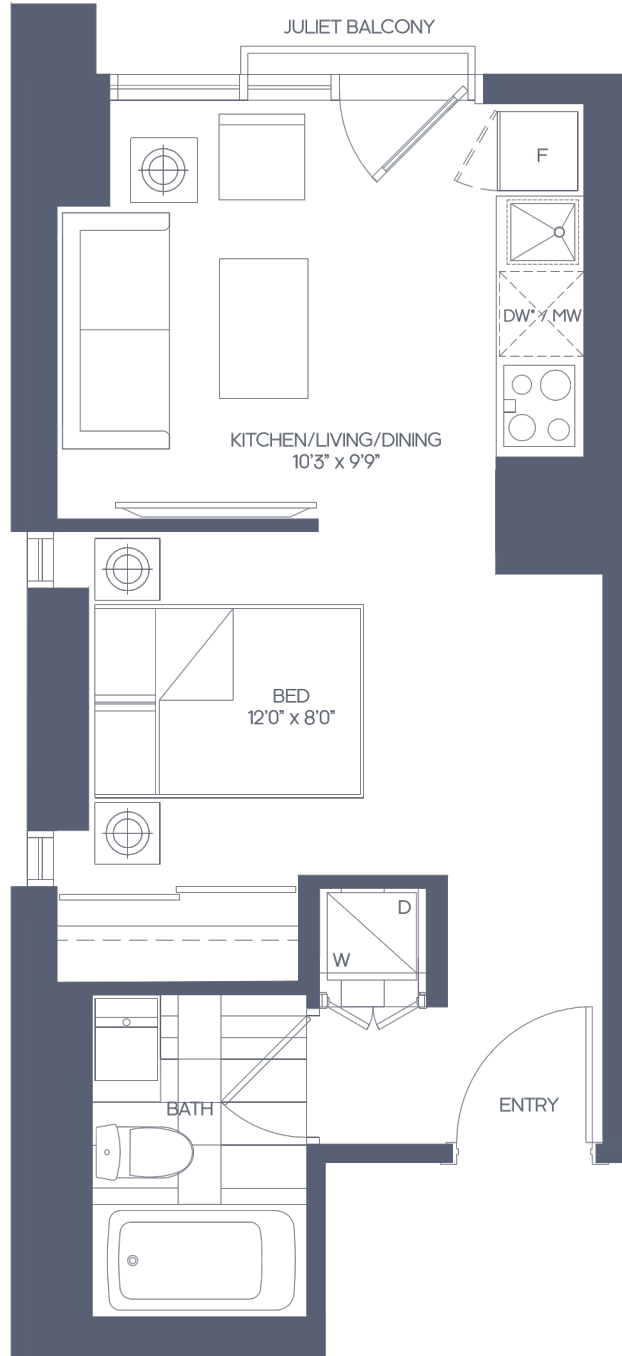 JULIET BALCONY
F
DW* / MW
KITCHEN/LIVING/DINING
10'3" x 9'9"
BED
12'0" x 8'0"
D
W
BATH
ENTRY